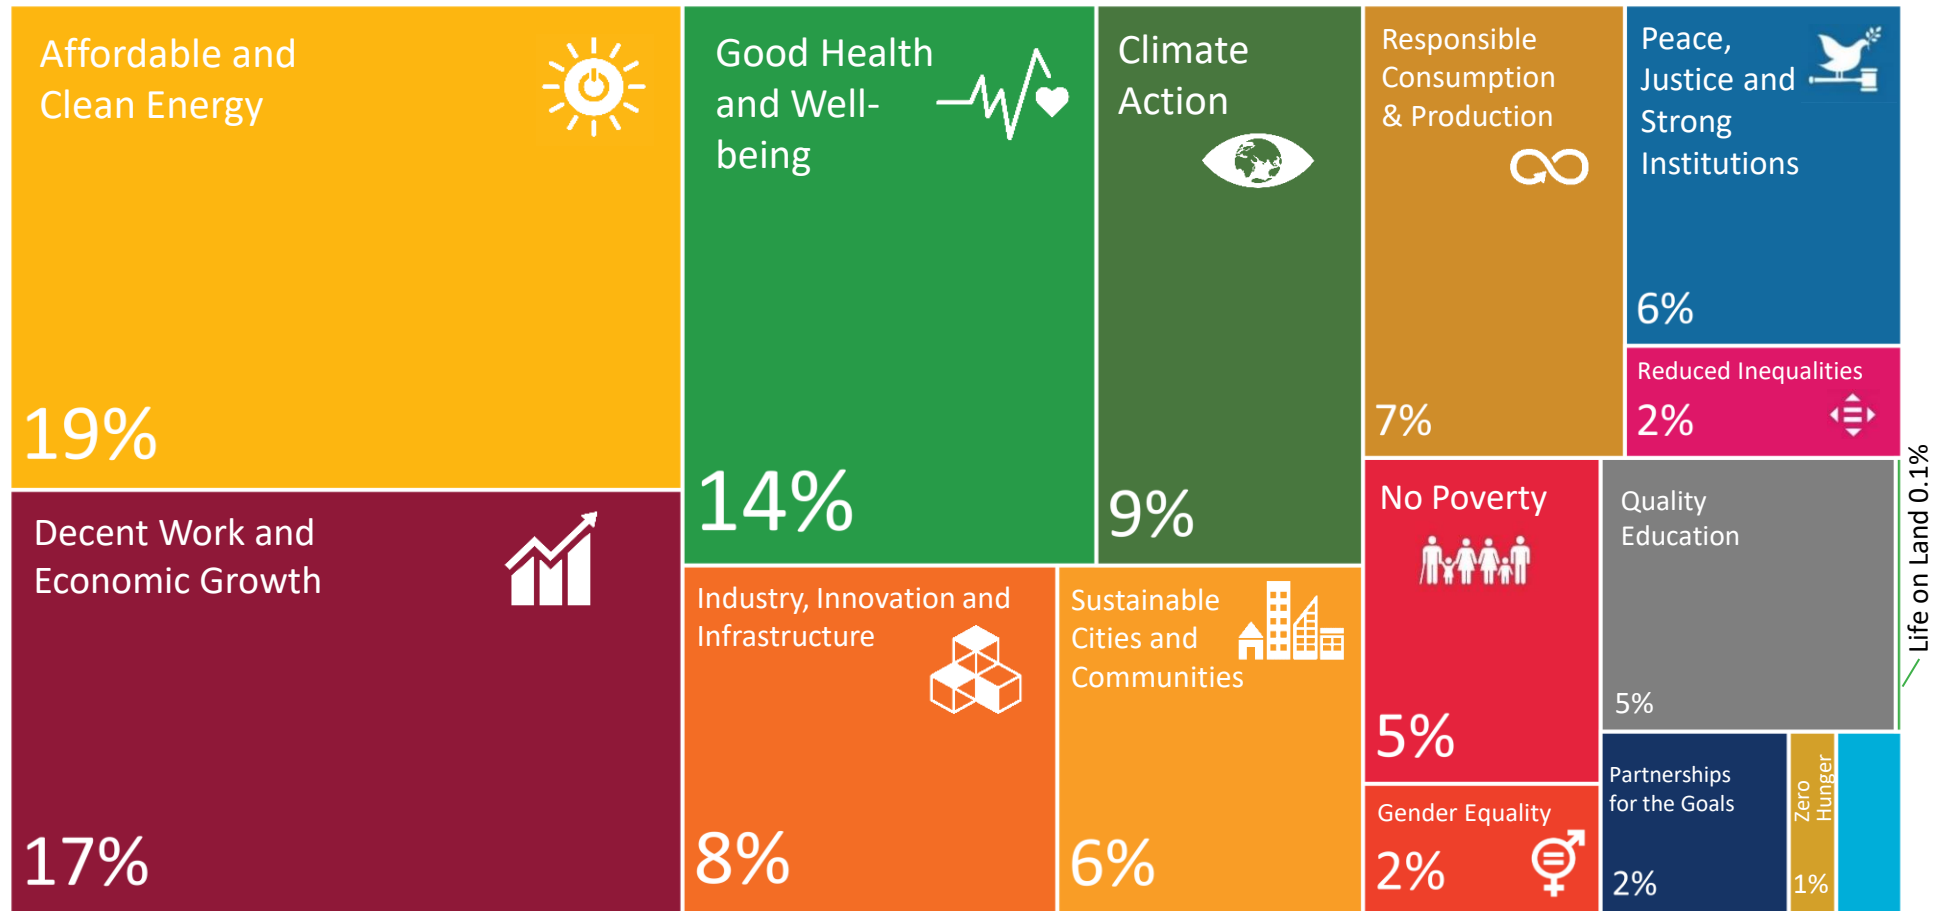 Affordable and
Clean Energy
19%
Decent Work and
Economic Growth
17%
Good Health
and Well-
being
14%
Climate
Action
9%
Industry, Innovation and
Infrastructure
8%
Sustainable
Cities and
Communities
6%
Responsible
Consumption
& Production
7%
Peace,
Justice and
Strong
Institutions
6%
Reduced Inequalities
2%
No Poverty
5%
Quality
Education
5%
Life on Land 0.1%
Gender Equality
2%
Partnerships
for the Goals
2%
Zero
Hunger
1%